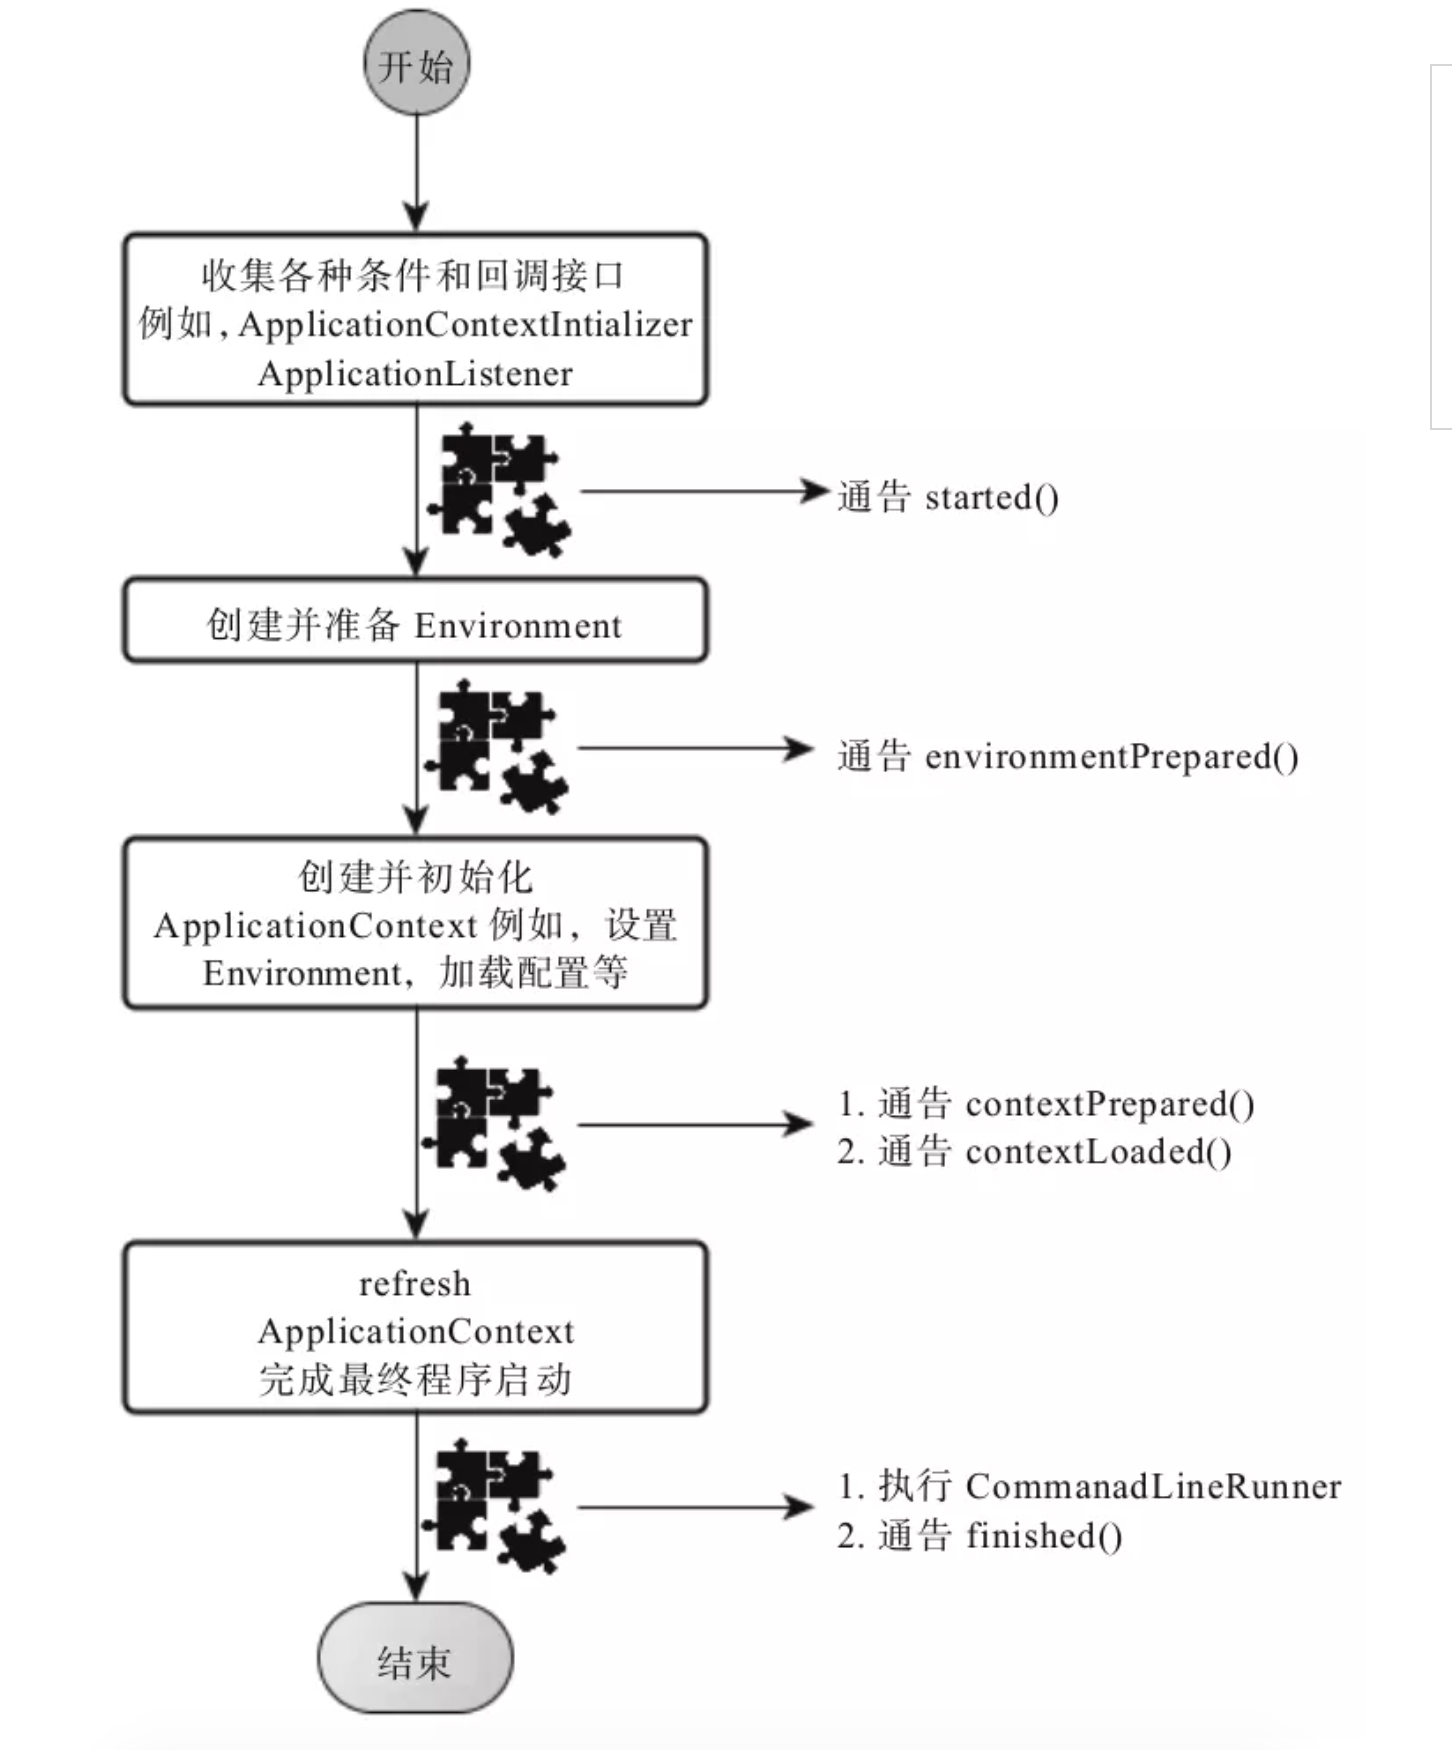 开始
收集各种条件和回调接口
例如, ApplicationContextIntializer
ApplicationListener
通告 started()
创建并准备 Environment
通告 environmentPrepared()
创建并初始化
ApplicationContext 例如，设置
Environment，加载配置等
1. 通告 contextPrepared()
2. 通告 contextLoaded()
refresh
ApplicationContext
完成最终程序启动
1. 执行 CommanadLineRunner
2. 通告 finished()
结束